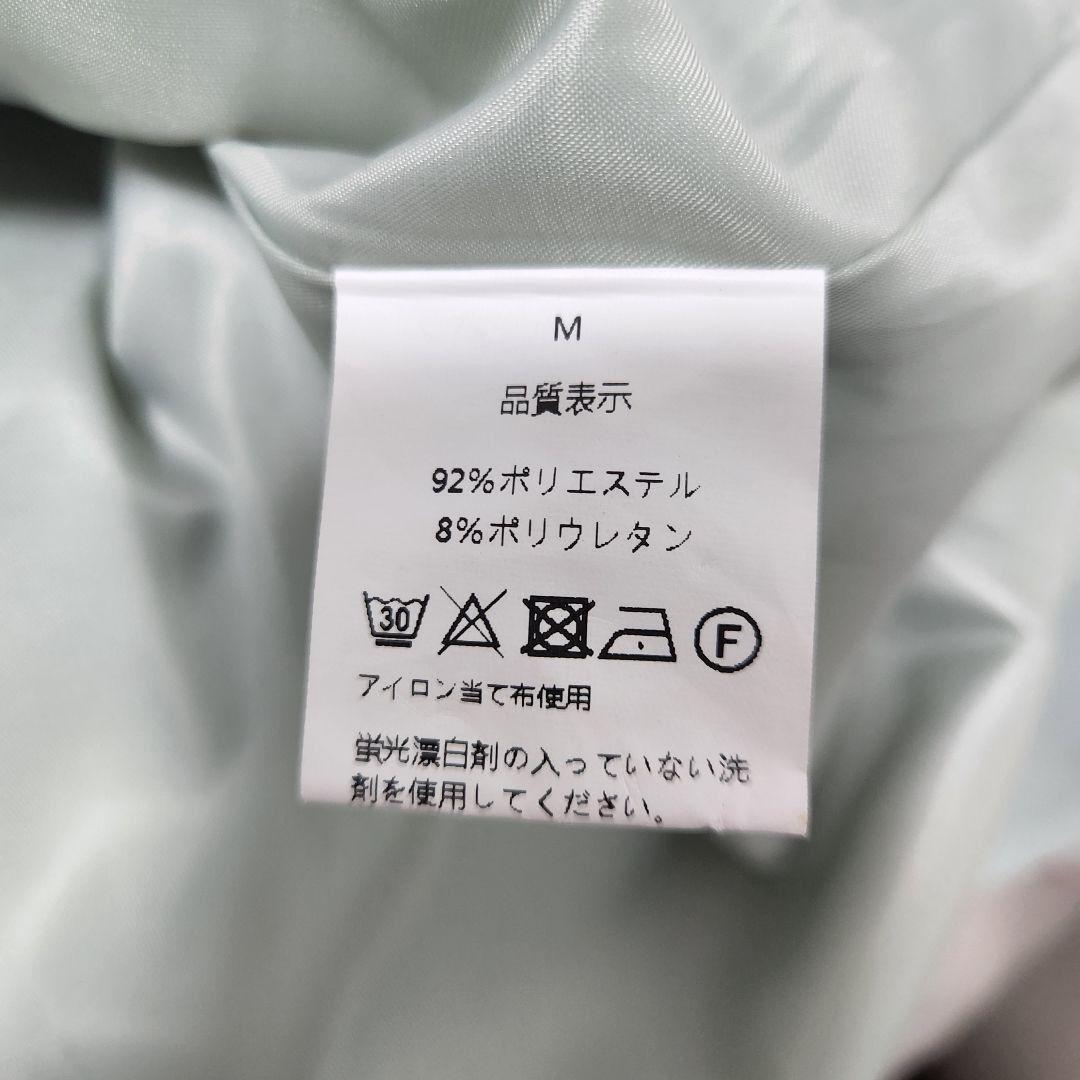 M
品質表示
92%ポリエステル
8%ポリウレタン
30 F
アイロン当て布使用
蛍光漂白剤の入っていない洗
剤を使用してください。